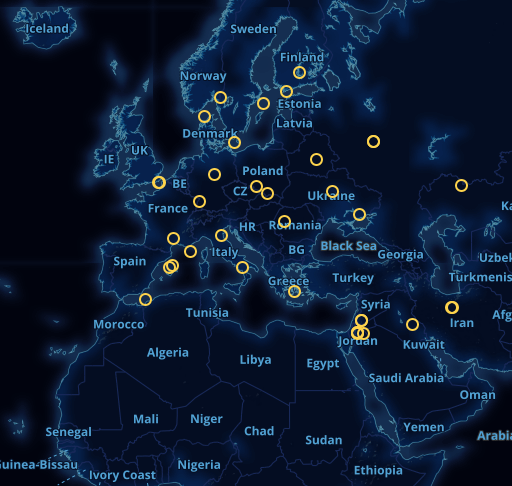 Iceland
Sweden
Finland
Norway
Estonia
Latvia
Denmark
UK
IE
BE
Poland
CZ
Ukraine
France
HR
Romania
Italy
BG
Black Sea
Georgia
Spain
Uzbek
Turkmenis
Greece
Turkey
Syria
Tunisia
Morocco
Iran
Afg
Jordan
Kuwait
Algeria
Libya
Egypt
Saudi Arabia
Oman
Mali
Niger
Chad
Sudan
Yemen
Senegal
Arabia
Guinea-Bissau
Ivory Coast
Nigeria
Ethiopia